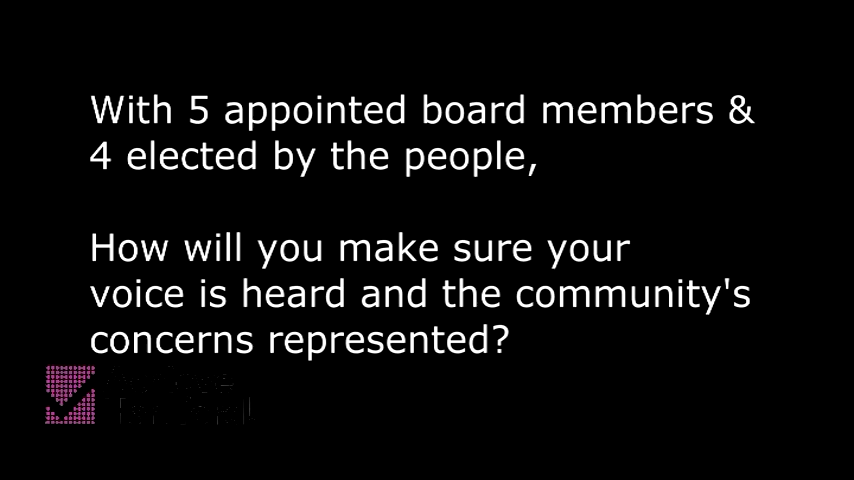 With 5 appointed board members &
4 elected by the people,
How will you make sure your
voice is heard and the community's
concerns represented?